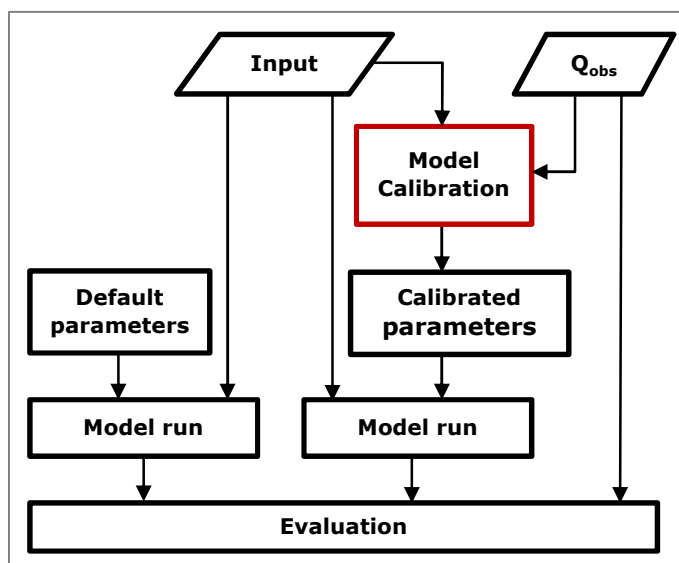 Input
Qobs
Model
Calibration
Default
parameters
Calibrated
parameters
Model run
Model run
Evaluation